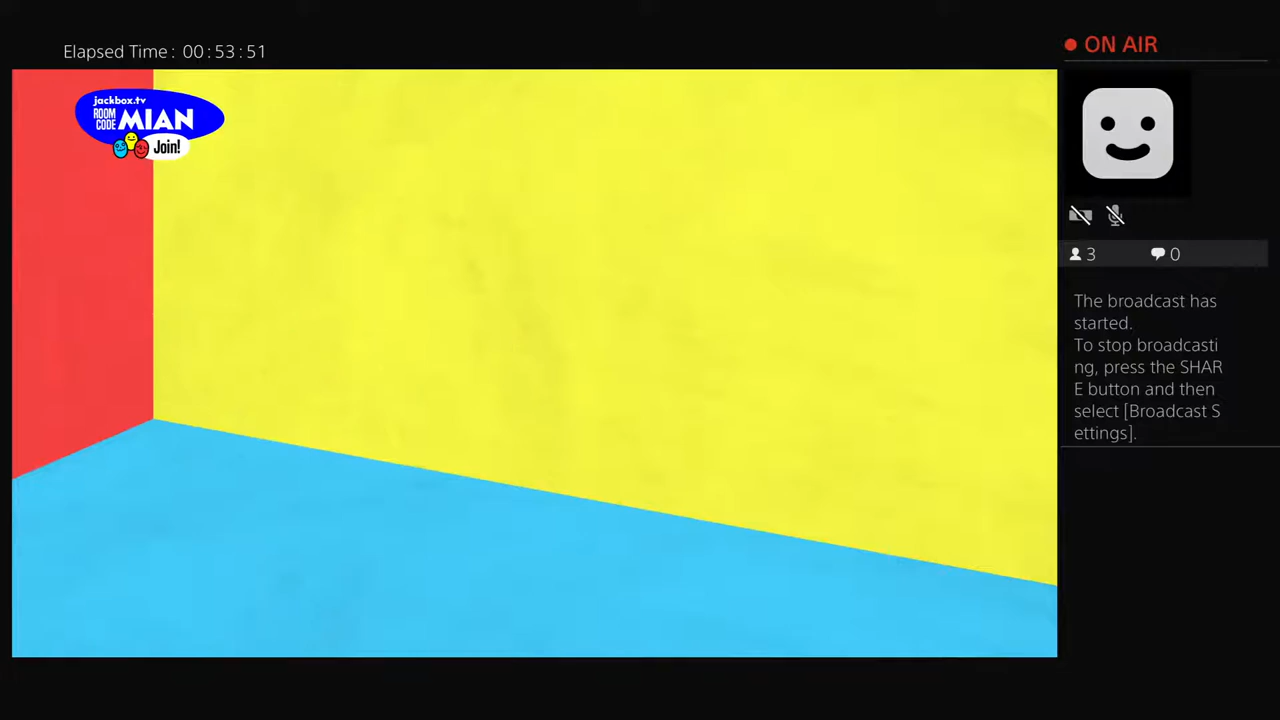 Elapsed Time: 00:53:51
ON AIR
jackbox.tv
ROOM
CODE
MIAN
Join!
3
0
The broadcast has
started.
To stop broadcasti
ng, press the SHAR
E button and then
select [Broadcast S
ettings].